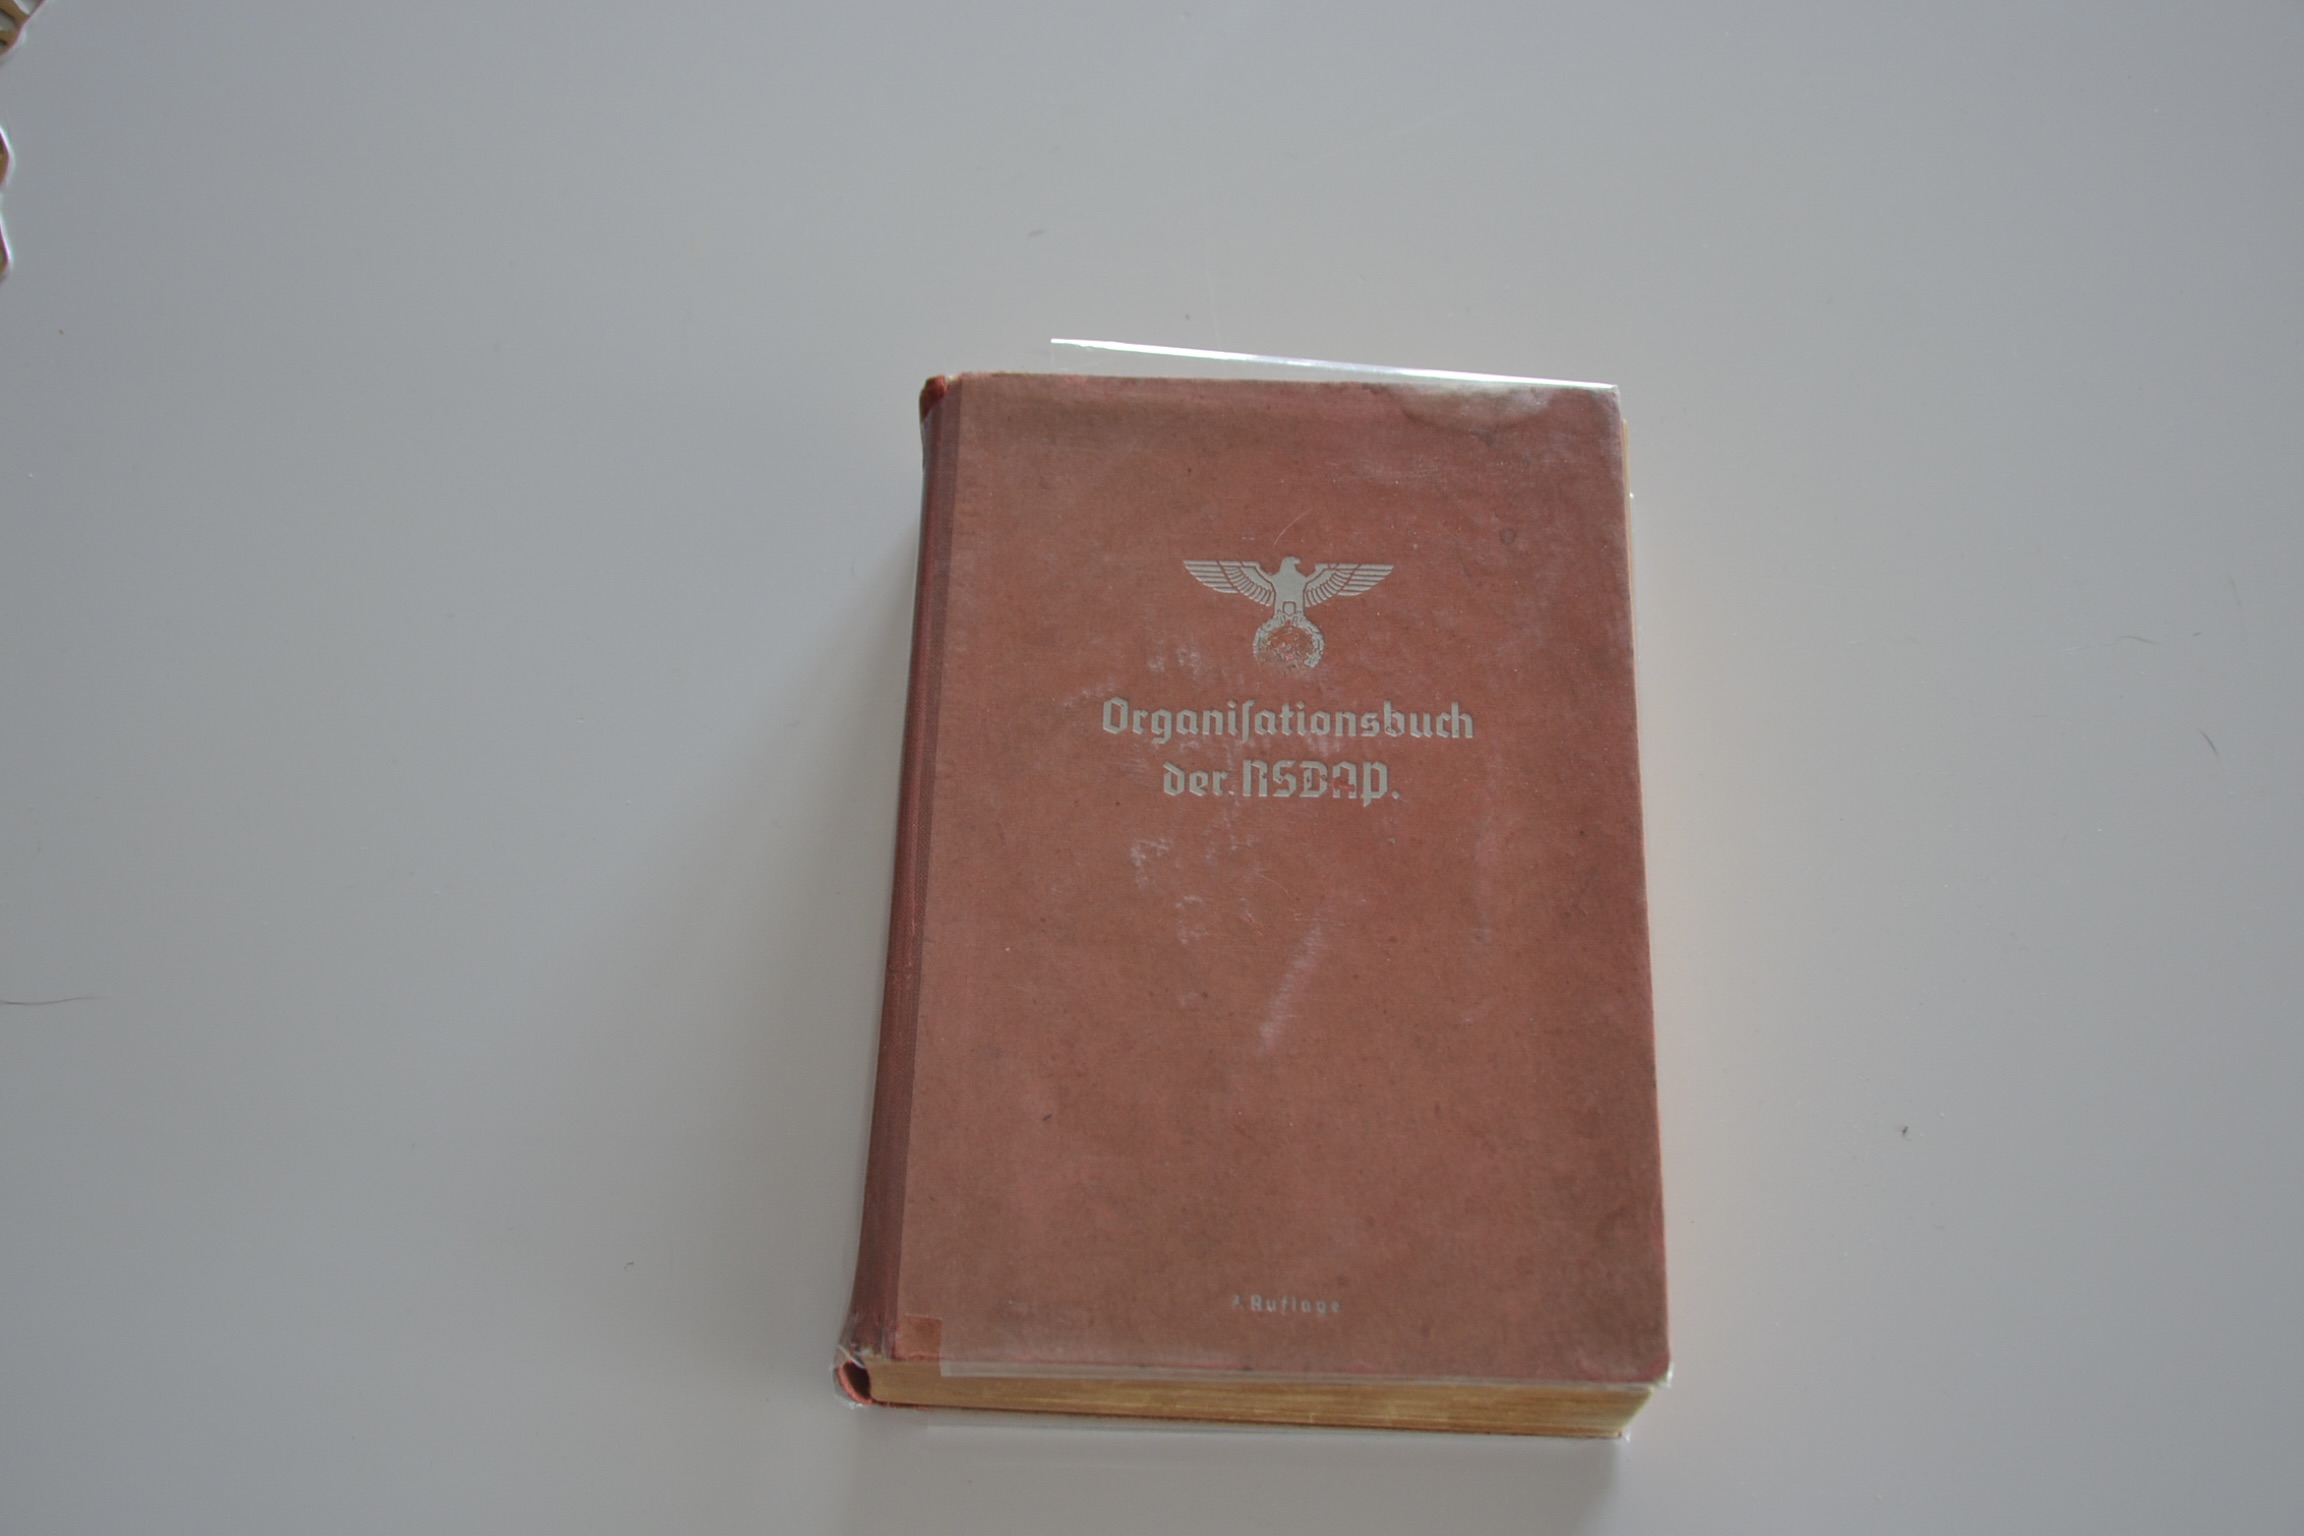 Organiſationsbuch
der NSDAP.
Auflage